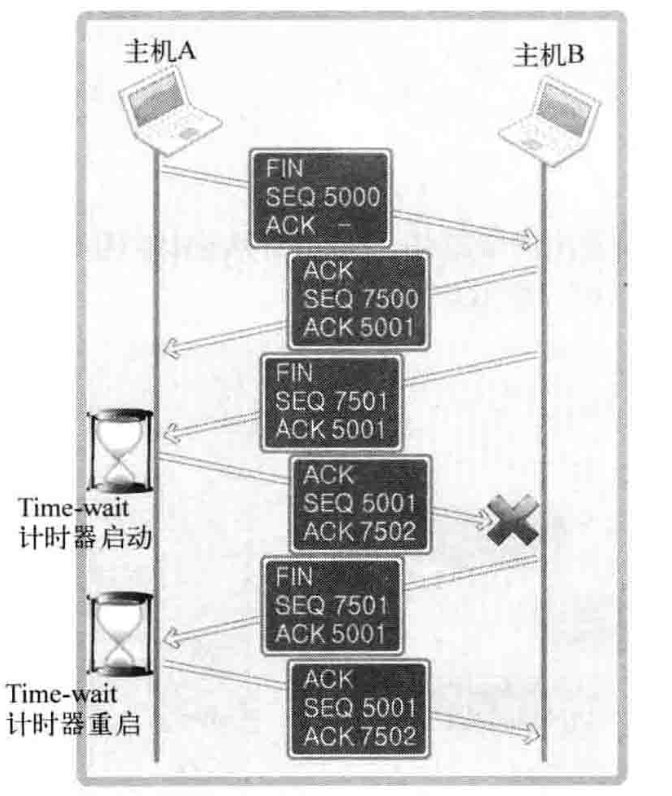 主机A
主机B
FIN
SEQ 5000
ACK –
ACK
SEQ 7500
ACK 5001
FIN
SEQ 7501
ACK 5001
ACK
SEQ 5001
ACK 7502
Time-wait
计时器启动
FIN
SEQ 7501
ACK 5001
ACK
SEQ 5001
ACK 7502
Time-wait
计时器重启